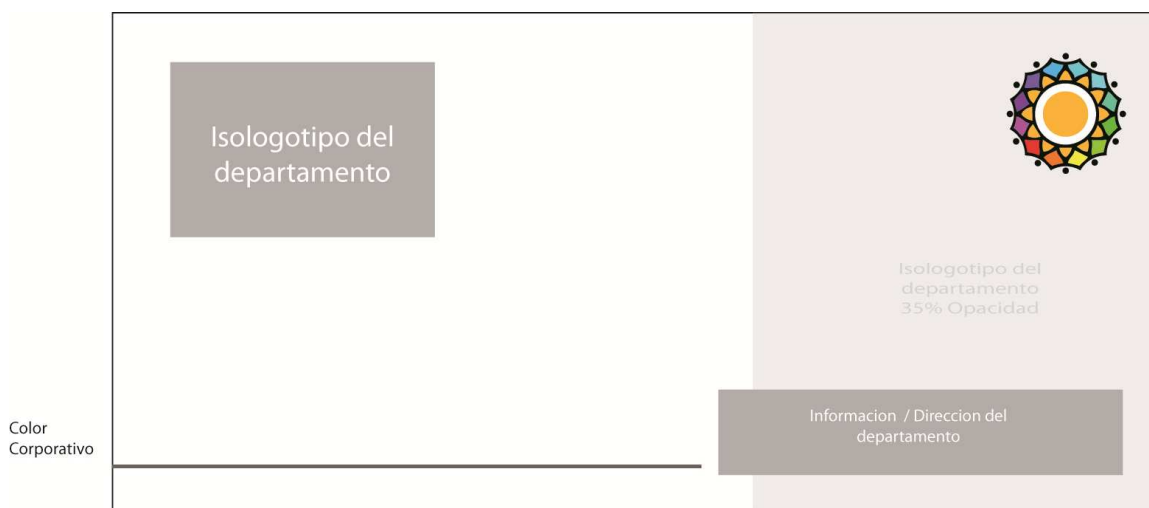 Isologotipo del
departamento
Isologotipo del
departamento
35% Opacidad
Informacion / Direccion del
departamento
Color
Corporativo